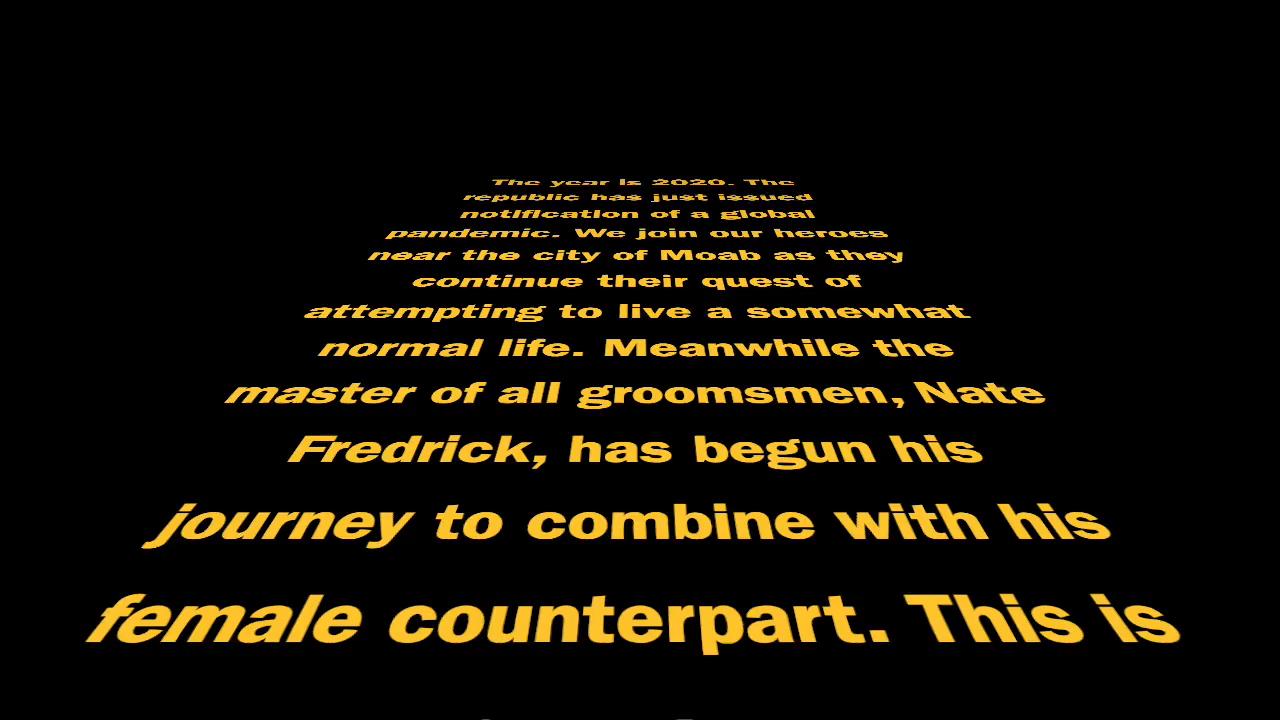 The year is 2020. The
republic has just issued
notification of a global
pandemic. We join our heroes
near the city of Moab as they
continue their quest of
attempting to live a somewhat
normal life. Meanwhile the
master of all groomsmen, Nate
Fredrick, has begun his
journey to combine with his
female counterpart. This is